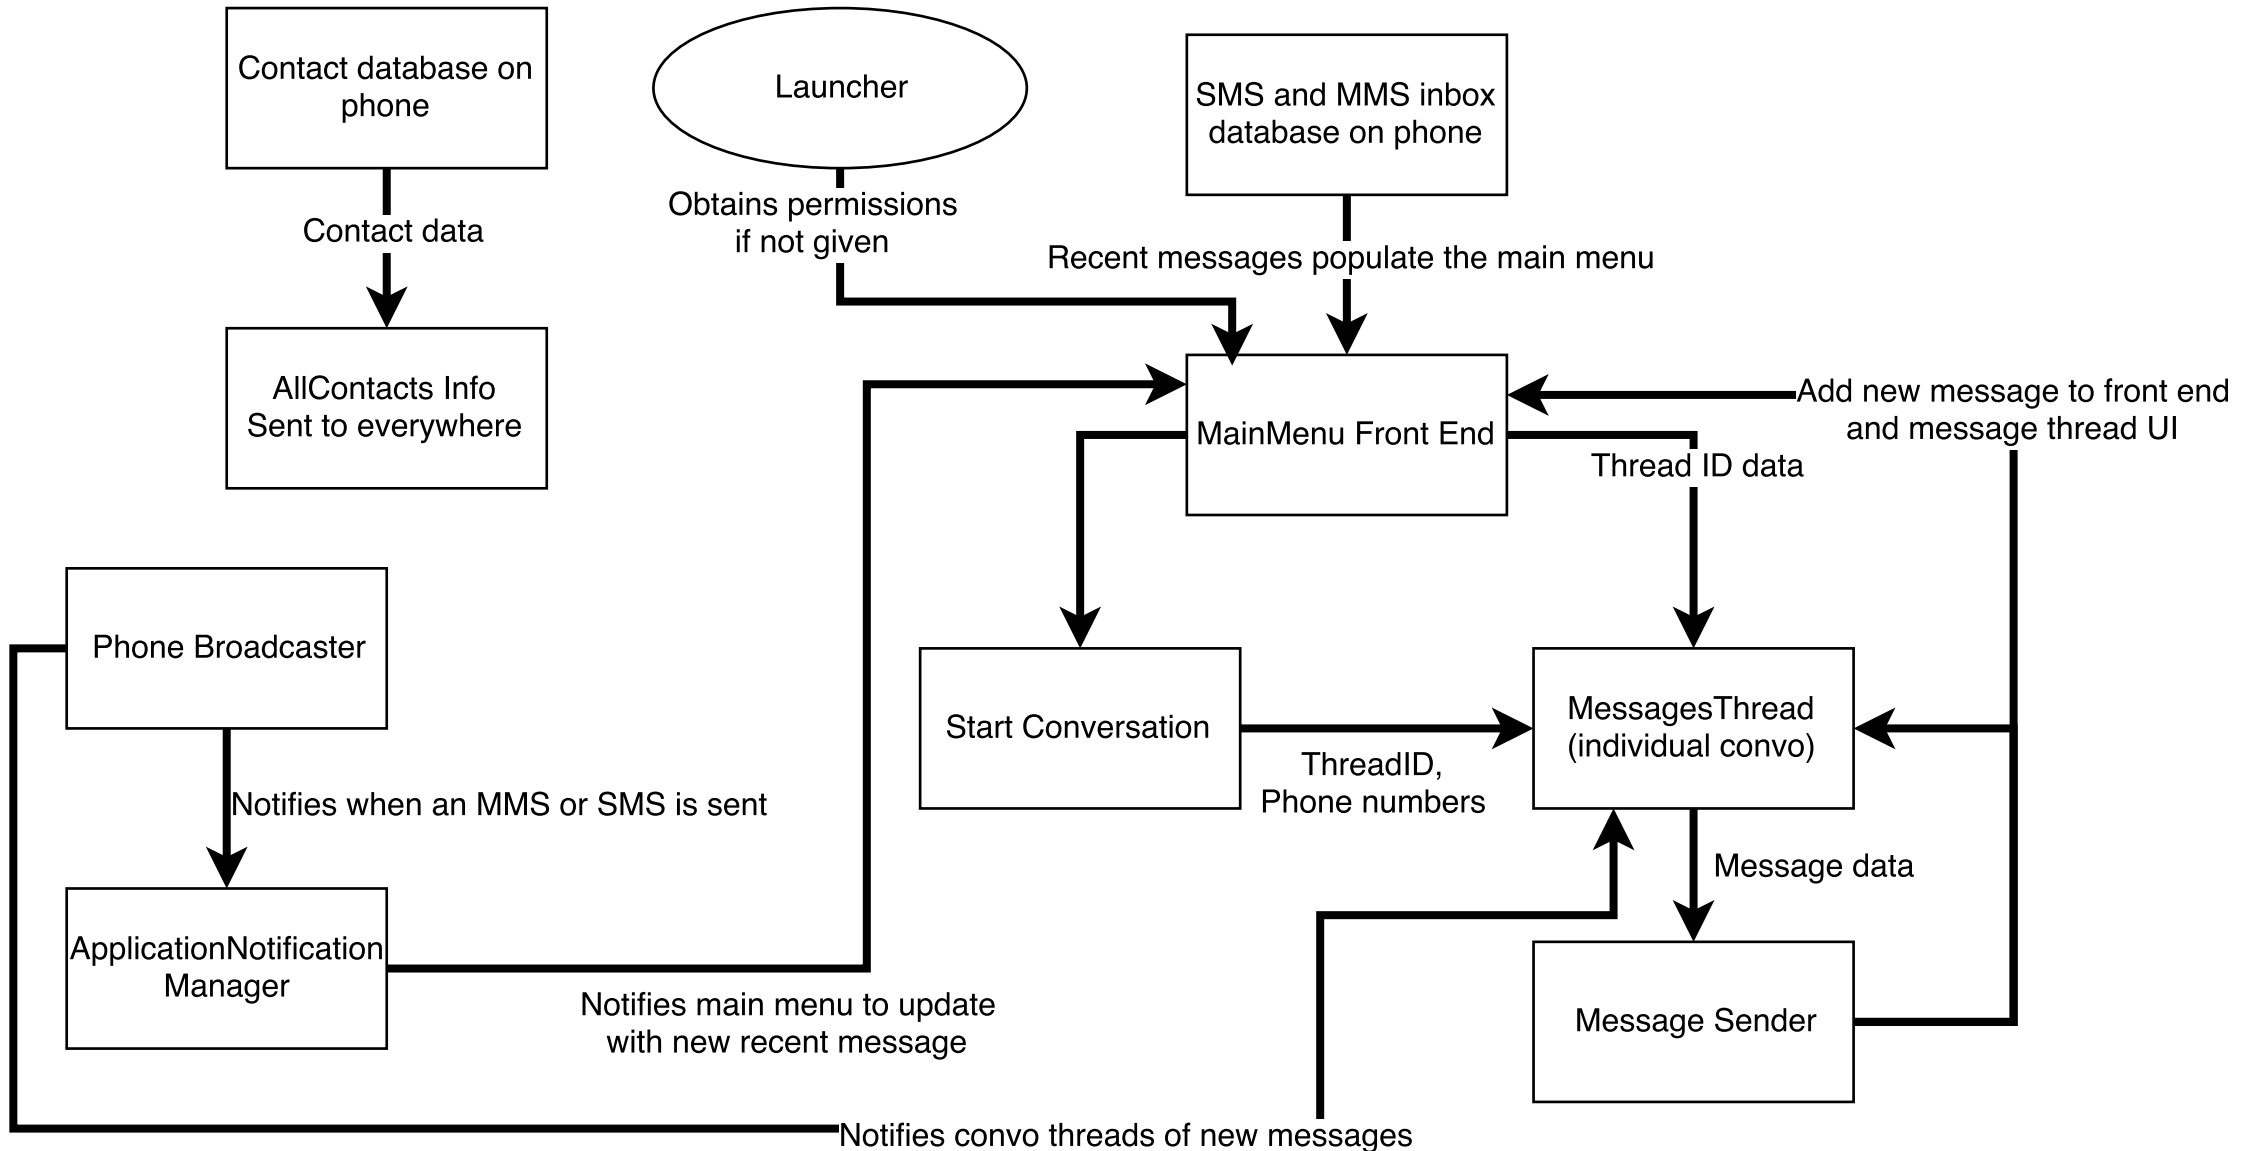 Contact database on
phone
Launcher
SMS and MMS inbox
database on phone
Obtains permissions
if not given
Contact data
Recent messages populate the main menu
AllContacts Info
Sent to everywhere
MainMenu Front End
Add new message to front end
and message thread UI
Thread ID data
Phone Broadcaster
Start Conversation
MessagesThread
(individual convo)
ThreadID,
Phone numbers
Notifies when an MMS or SMS is sent
Message data
ApplicationNotification
Manager
Notifies main menu to update
with new recent message
Message Sender
Notifies convo threads of new messages